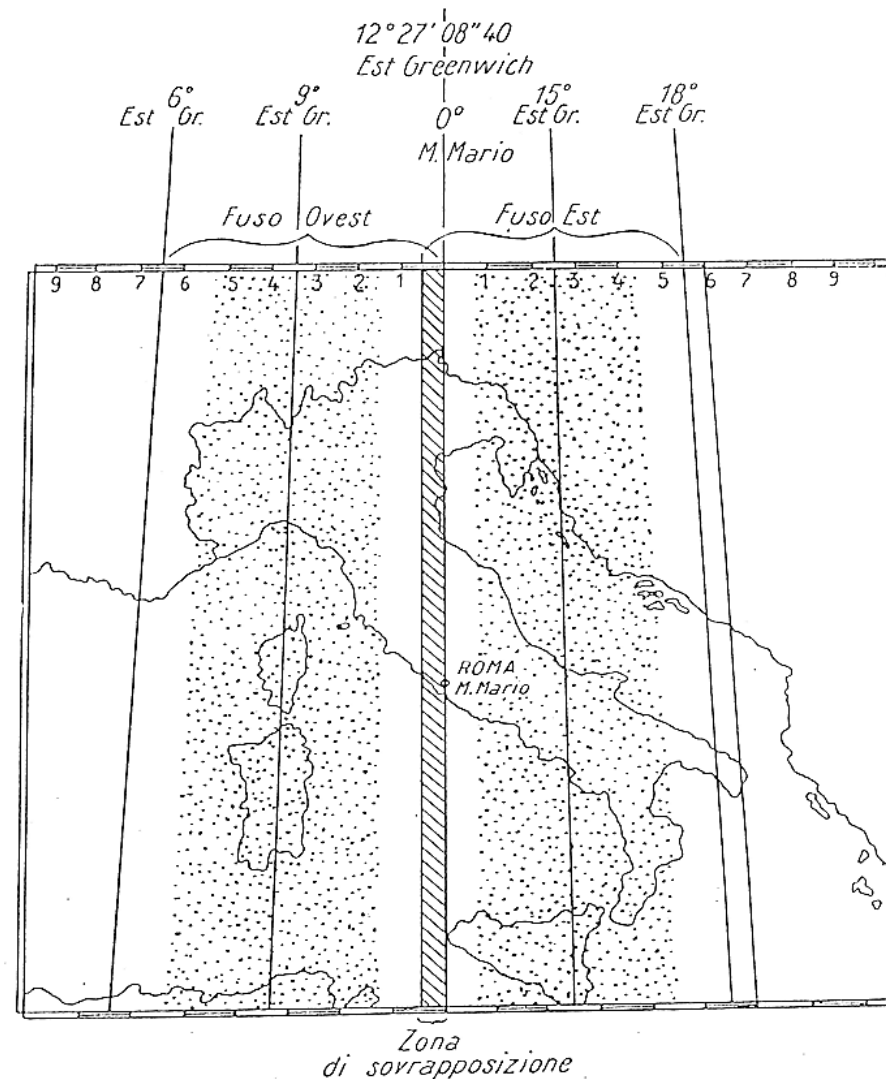 12° 27' 08" 40
Est Greenwich
6° Est Gr.
9° Est Gr.
0° M. Mario
15° Est Gr.
18° Est Gr.
Fuso Ovest
Fuso Est
9 8 7 6 5 4 3 2 1 1 2 3 4 5 6 7 8 9
ROMA
M. Mario
Zona
di sovrapposizione